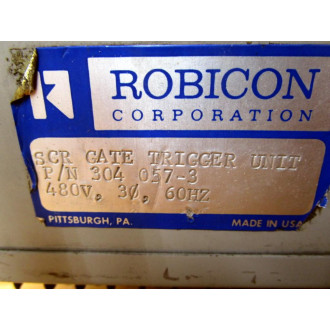 ROBICON
CORPORATION
SCR GATE TRIGGER UNIT
P/N 304 057-3
480V, 3Ø, 60HZ
PITTSBURGH, PA. MADE IN USA